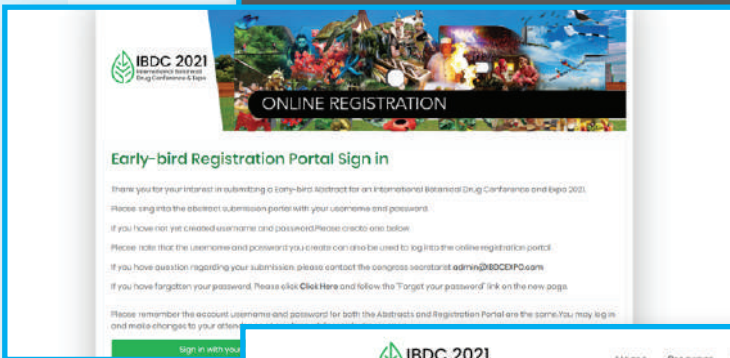 IBDC 2021
International Botanical
Drug Conference & Expo
ONLINE REGISTRATION
Early-bird Registration Portal Sign in
Thank you for your interest in submitting a Early-bird Abstract for an International Botanical Drug Conference and Expo 2021.
Please sing into the abstract submission portal with your username and password.
If you have not yet created username and password.Please create one below
Please note that the username and password you create can also be used to log into the online registration portal
If you have question regarding your submission, please contact the congress secretariat admin@IBDCEXPO.com
If you have forgotten your password, Please click Click Here and follow the "Forgot your password" link on the new page.
Please remember the account username and password for both the Abstracts and Registration Portal are the same.You may log in
and make changes to your
Sign in with your
IBDC 2021